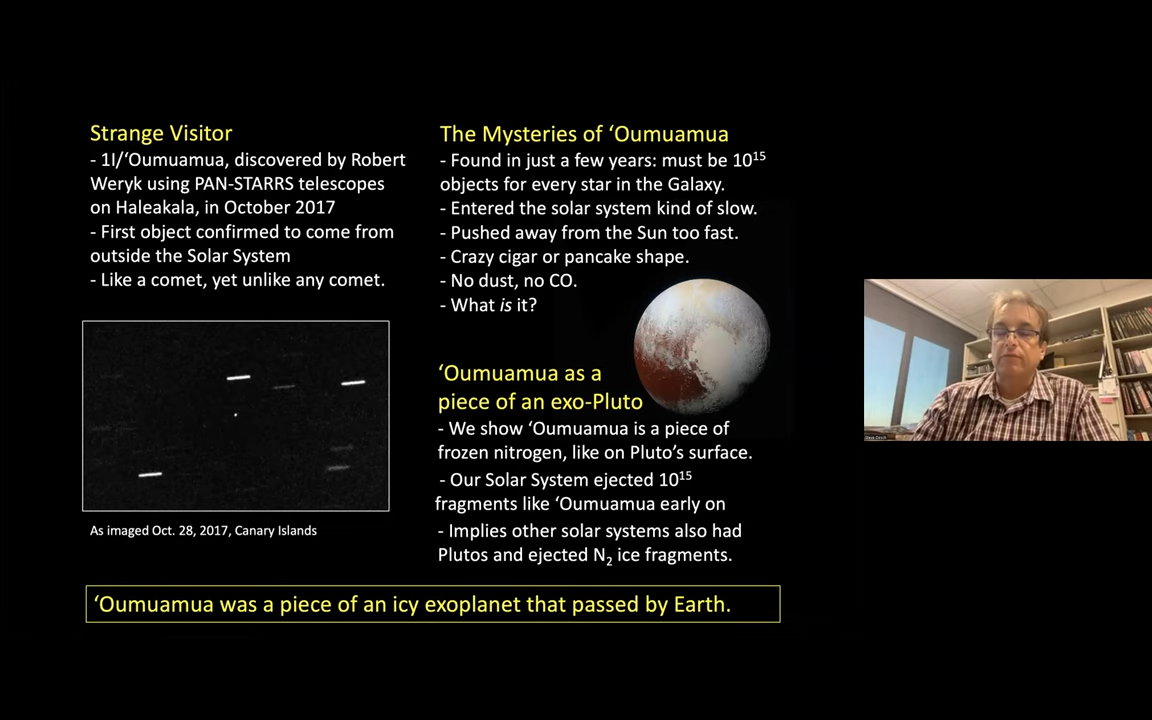 Strange Visitor
- 1I/‘Oumuamua, discovered by Robert
Weryk using PAN-STARRS telescopes
on Haleakala, in October 2017
- First object confirmed to come from
outside the Solar System
- Like a comet, yet unlike any comet.
As imaged Oct. 28, 2017, Canary Islands
The Mysteries of ‘Oumuamua
- Found in just a few years: must be 10¹⁵
objects for every star in the Galaxy.
- Entered the solar system kind of slow.
- Pushed away from the Sun too fast.
- Crazy cigar or pancake shape.
- No dust, no CO.
- What is it?
‘Oumuamua as a
piece of an exo-Pluto
- We show ‘Oumuamua is a piece of
frozen nitrogen, like on Pluto’s surface.
- Our Solar System ejected 10¹⁵
fragments like ‘Oumuamua early on
- Implies other solar systems also had
Plutos and ejected N₂ ice fragments.
‘Oumuamua was a piece of an icy exoplanet that passed by Earth.